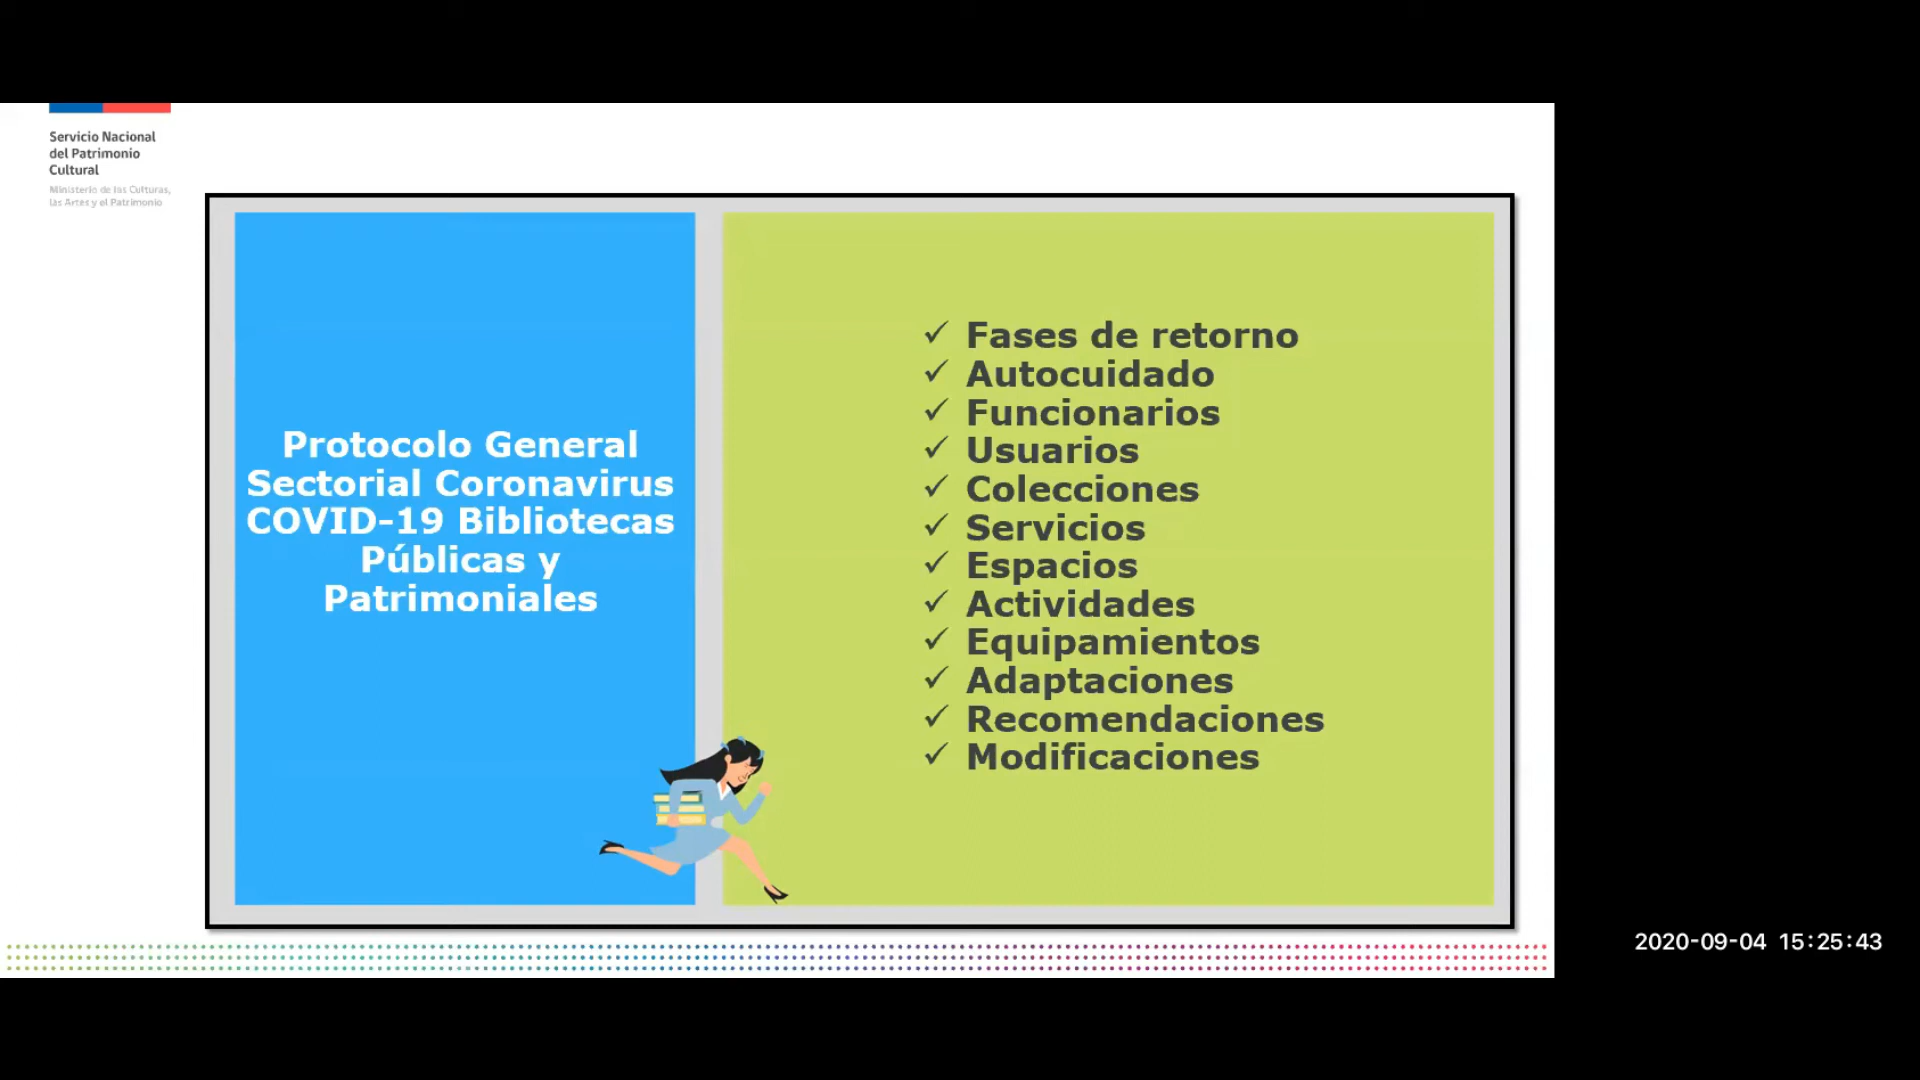 Servicio Nacional
del Patrimonio
Cultural
Ministerio de las Culturas,
las Artes y el Patrimonio
Protocolo General
Sectorial Coronavirus
COVID-19 Bibliotecas
Públicas y
Patrimoniales
✓ Fases de retorno
✓ Autocuidado
✓ Funcionarios
✓ Usuarios
✓ Colecciones
✓ Servicios
✓ Espacios
✓ Actividades
✓ Equipamientos
✓ Adaptaciones
✓ Recomendaciones
✓ Modificaciones
2020-09-04 15:25:43